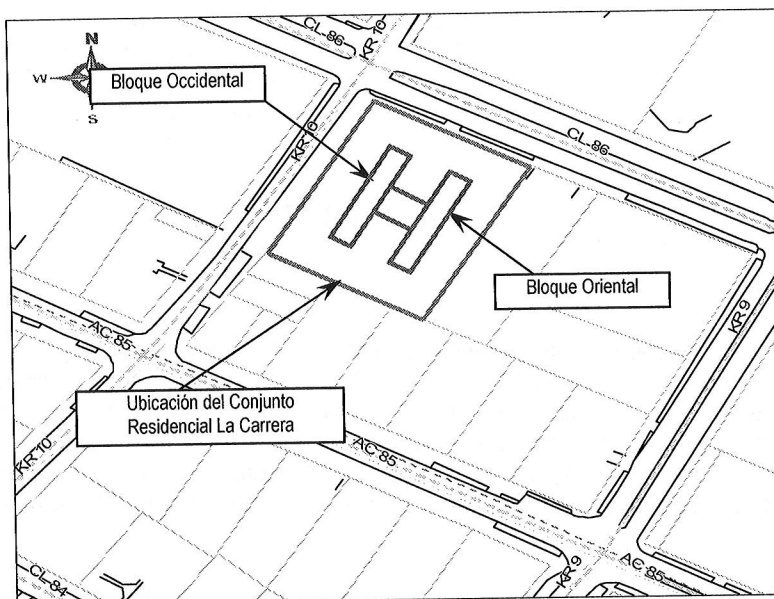 N
W
S
CL 86
KR 10
Bloque Occidental
KR 10
CL 86
Bloque Oriental
KR 9
AC 85
Ubicación del Conjunto
Residencial La Carrera
KR 10
AC 85
AC 85
KR 9
CL 84